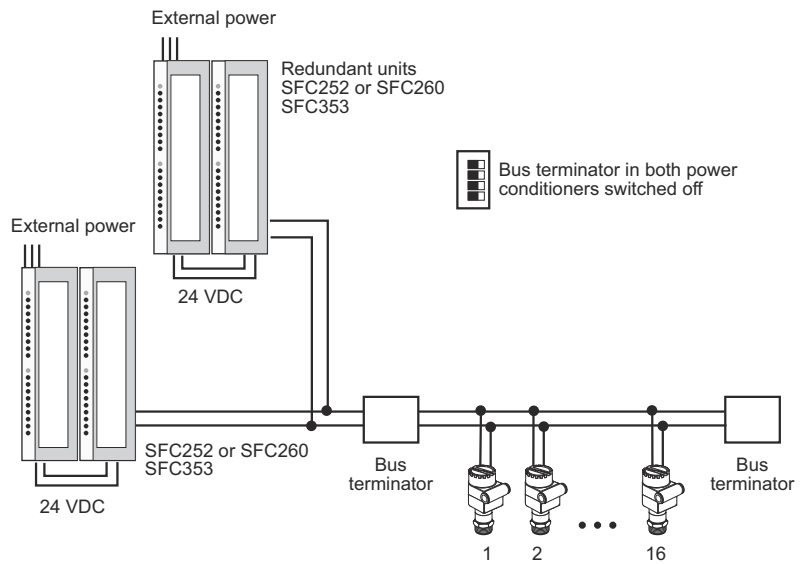 External power
Redundant units
SFC252 or SFC260
SFC353
Bus terminator in both power
conditioners switched off
External power
24 VDC
SFC252 or SFC260
SFC353
24 VDC
Bus
terminator
Bus
terminator
1
2
16